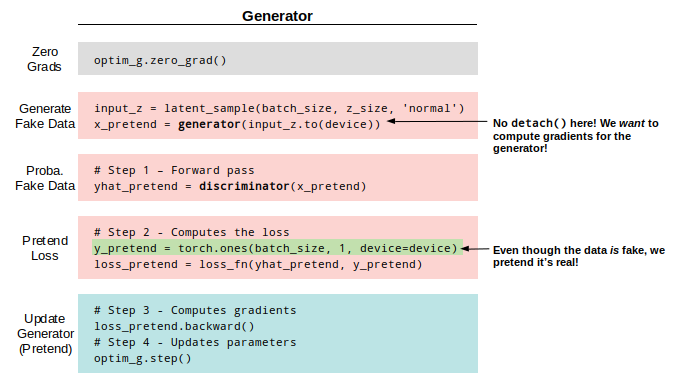 Generator
Zero
Grads
optim_g.zero_grad()
Generate
Fake Data
input_z = latent_sample(batch_size, z_size, 'normal')
x_pretend = generator(input_z.to(device))
No detach() here! We want to
compute gradients for the
generator!
Proba.
Fake Data
# Step 1 – Forward pass
yhat_pretend = discriminator(x_pretend)
Pretend
Loss
# Step 2 - Computes the loss
y_pretend = torch.ones(batch_size, 1, device=device)
loss_pretend = loss_fn(yhat_pretend, y_pretend)
Even though the data is fake, we
pretend it's real!
Update
Generator
(Pretend)
# Step 3 - Computes gradients
loss_pretend.backward()
# Step 4 - Updates parameters
optim_g.step()